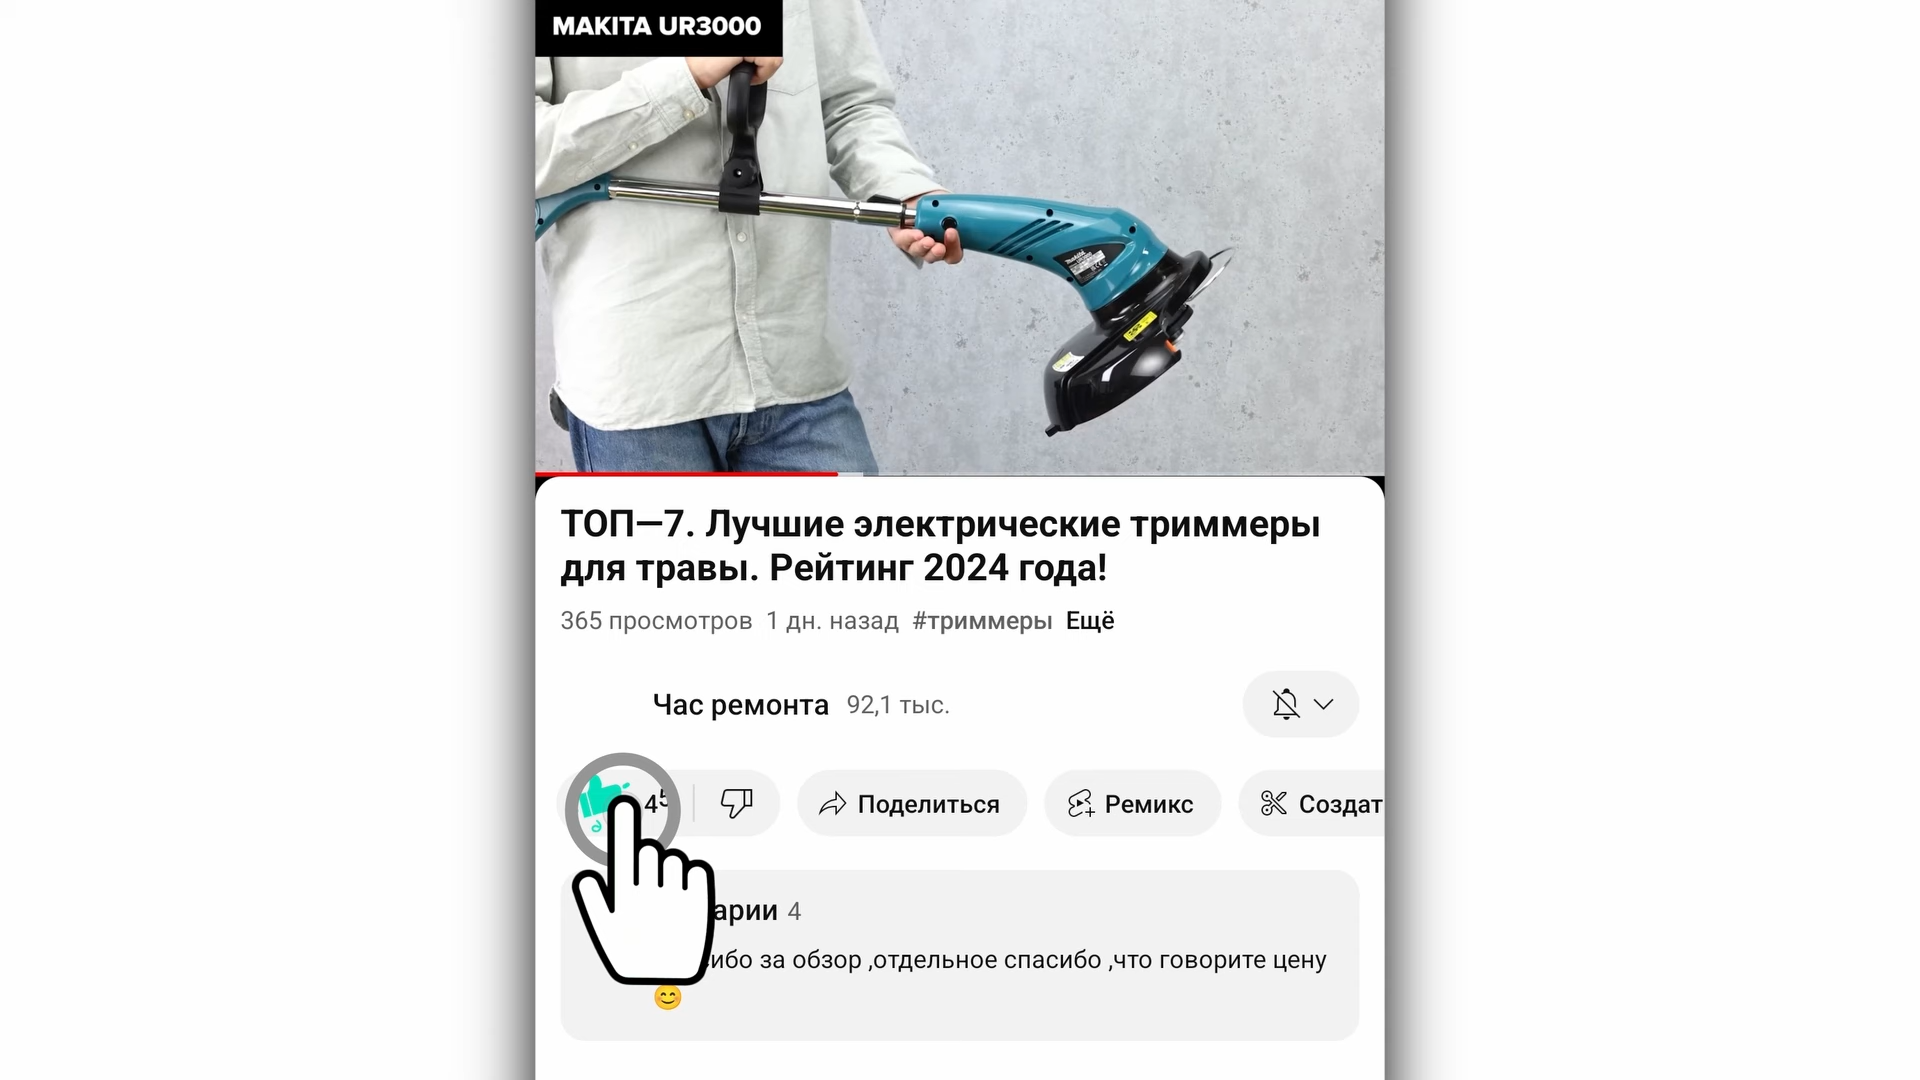 MAKITA UR3000
ТОП—7. Лучшие электрические триммеры
для травы. Рейтинг 2024 года!
365 просмотров 1 дн. назад #триммеры Ещё
Час ремонта 92,1 тыс.
Поделиться Ремикс Создат
арии 4
ибо за обзор ,отдельное спасибо ,что говорите цену
😊